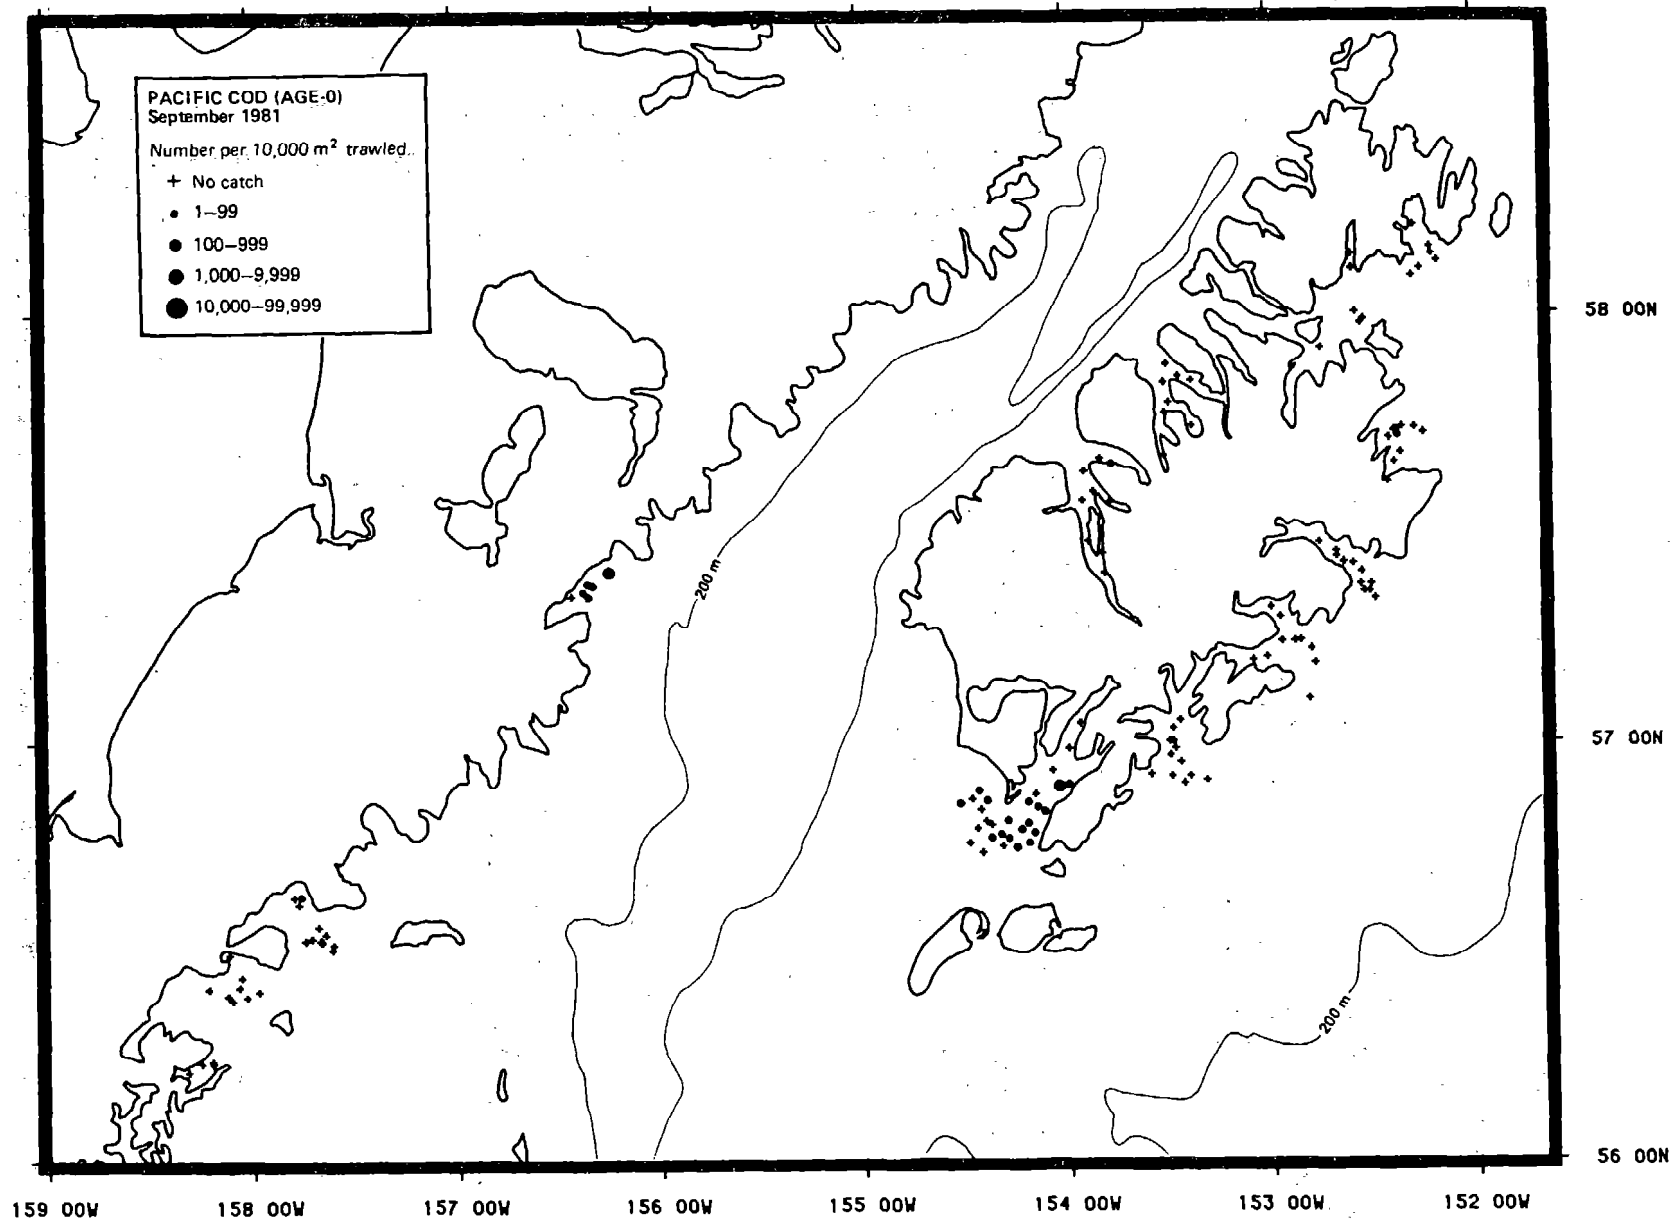 PACIFIC COD (AGE-0)
September 1981
Number per 10,000 m² trawled
+ No catch
1–99
100–999
1,000–9,999
10,000–99,999
58 00N
200 m
57 00N
200 m
56 00N
159 00W 158 00W 157 00W 156 00W 155 00W 154 00W 153 00W 152 00W